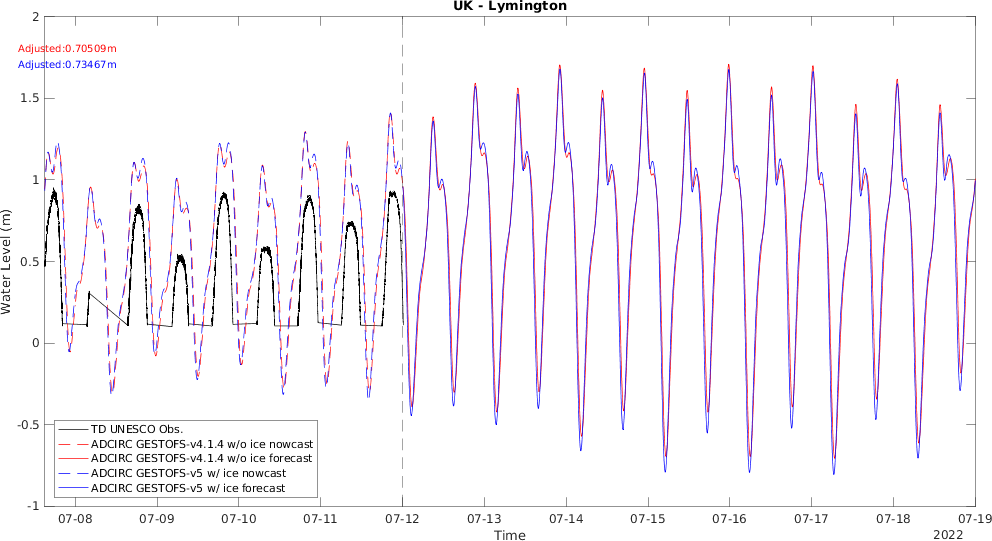 UK - Lymington
2
Adjusted:0.70509m
Adjusted:0.73467m
1.5
1
0.5
0
-0.5
-1
Water Level (m)
TD UNESCO Obs.
ADCIRC GESTOFS-v4.1.4 w/o ice nowcast
ADCIRC GESTOFS-v4.1.4 w/o ice forecast
ADCIRC GESTOFS-v5 w/ ice nowcast
ADCIRC GESTOFS-v5 w/ ice forecast
07-08 07-09 07-10 07-11 07-12 07-13 07-14 07-15 07-16 07-17 07-18 07-19
Time
2022